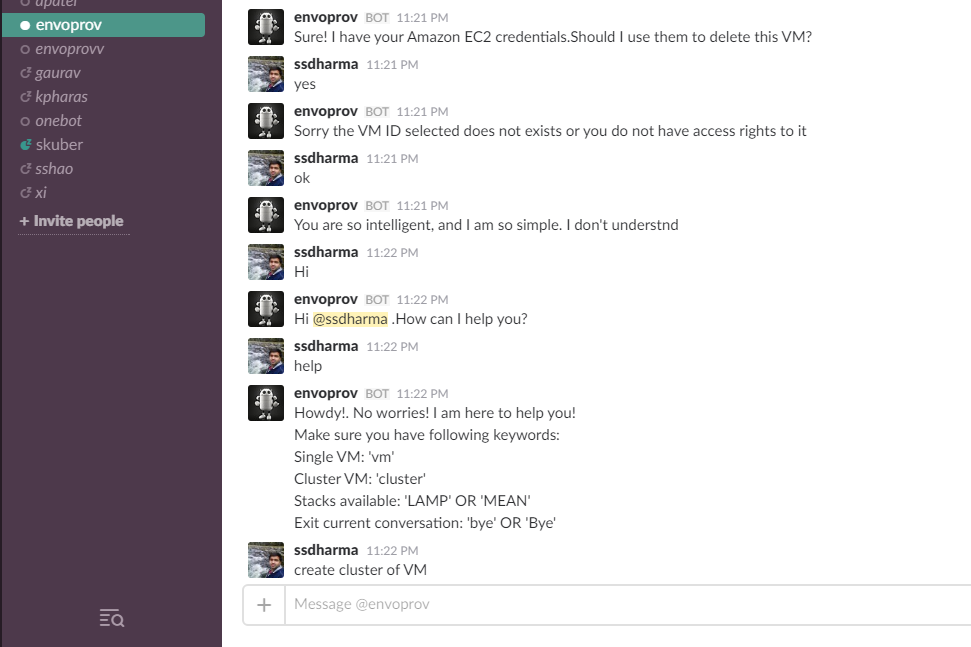 apatel
envoprov
envoprovv
gaurav
kpharas
onebot
skuber
sshao
xi
+ Invite people
envoprov BOT 11:21 PM
Sure! I have your Amazon EC2 credentials.Should I use them to delete this VM?
ssdharma 11:21 PM
yes
envoprov BOT 11:21 PM
Sorry the VM ID selected does not exists or you do not have access rights to it
ssdharma 11:21 PM
ok
envoprov BOT 11:21 PM
You are so intelligent, and I am so simple. I don't understnd
ssdharma 11:22 PM
Hi
envoprov BOT 11:22 PM
Hi @ssdharma .How can I help you?
ssdharma 11:22 PM
help
envoprov BOT 11:22 PM
Howdy!. No worries! I am here to help you!
Make sure you have following keywords:
Single VM: 'vm'
Cluster VM: 'cluster'
Stacks available: 'LAMP' OR 'MEAN'
Exit current conversation: 'bye' OR 'Bye'
ssdharma 11:22 PM
create cluster of VM
+ Message @envoprov